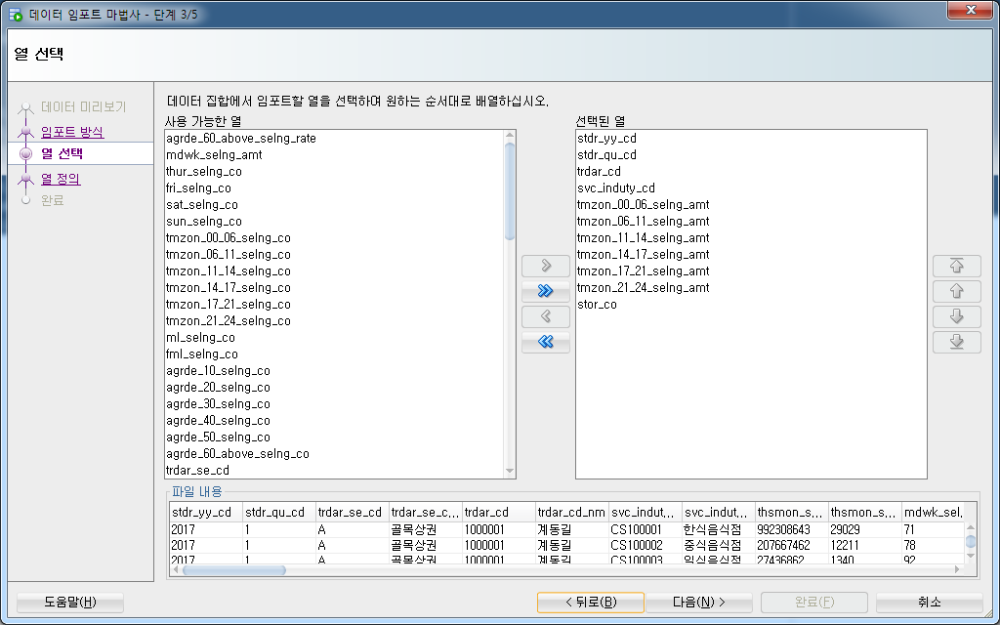 데이터 임포트 마법사 - 단계 3/5
열 선택
데이터 미리보기
임포트 방식
열 선택
열 정의
완료
데이터 집합에서 임포트할 열을 선택하며 원하는 순서대로 배열하십시오.
사용 가능한 열
agrde_60_above_selng_rate
mdwk_selng_amt
thur_selng_co
fri_selng_co
sat_selng_co
sun_selng_co
tmzon_00_06_selng_co
tmzon_06_11_selng_co
tmzon_11_14_selng_co
tmzon_14_17_selng_co
tmzon_17_21_selng_co
tmzon_21_24_selng_co
ml_selng_co
fml_selng_co
agrde_10_selng_co
agrde_20_selng_co
agrde_30_selng_co
agrde_40_selng_co
agrde_50_selng_co
agrde_60_above_selng_co
trdar_se_cd
선택된 열
stdr_yy_cd
stdr_qu_cd
trdar_cd
svc_induty_cd
tmzon_00_06_selng_amt
tmzon_06_11_selng_amt
tmzon_11_14_selng_amt
tmzon_14_17_selng_amt
tmzon_17_21_selng_amt
tmzon_21_24_selng_amt
stor_co
파일 내용
stdr_yy_cd stdr_qu_cd trdar_se_cd trdar_se_c... trdar_cd trdar_cd_nm svc_indut... svc_indut... thsmon_s... thsmon_s... mdwk_sel.
2017 1 A 골목상권 1000001 계동길 CS100001 한식음식점 992308643 29029 71
2017 1 A 골목상권 1000001 계동길 CS100002 중식음식점 207667462 12211 78
2017 1 A 골목상권 1000001 계동길 CS100003 일식음식점 27436862 1340 92
도움말(H) < 뒤로(B) 다음(N) > 완료(F) 취소